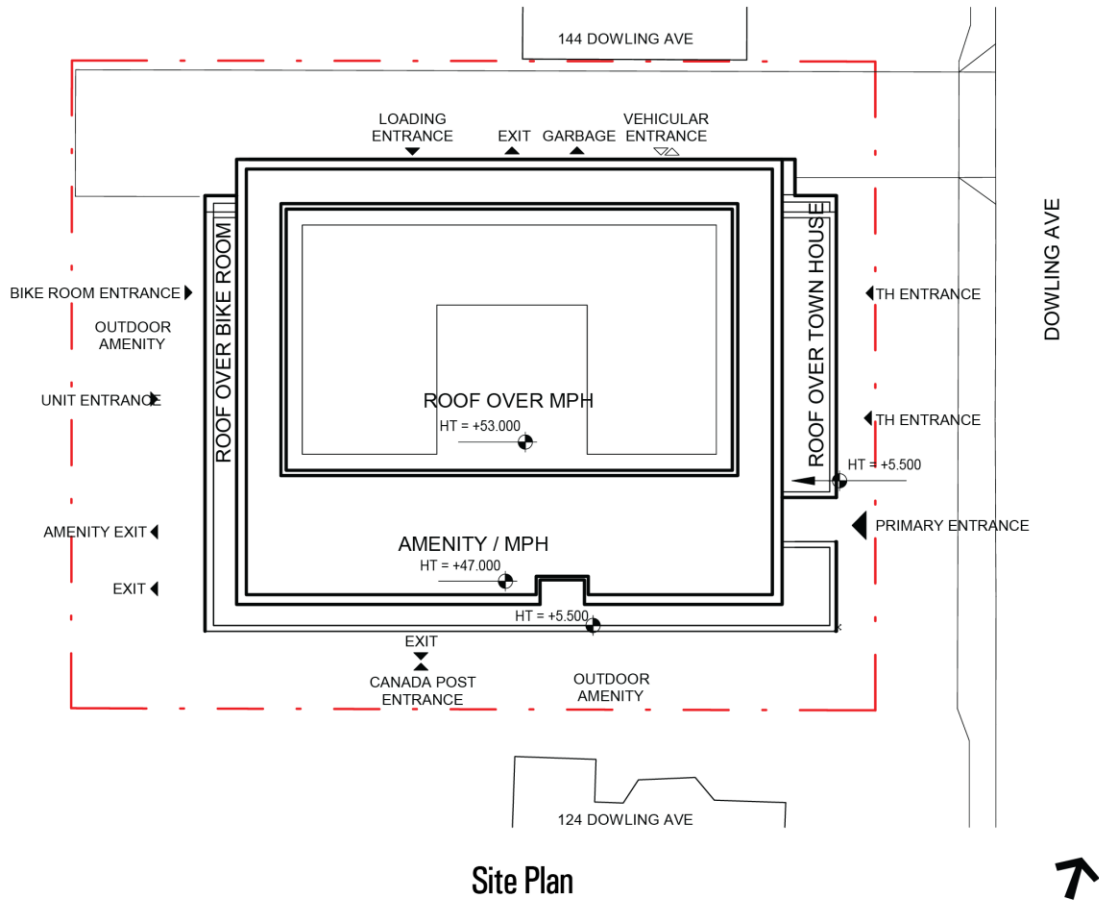 144 DOWLING AVE
LOADING
ENTRANCE
EXIT
GARBAGE
VEHICULAR
ENTRANCE
DOWLING AVE
ROOF OVER BIKE ROOM
ROOF OVER TOWN HOUSE
BIKE ROOM ENTRANCE
TH ENTRANCE
OUTDOOR
AMENITY
UNIT ENTRANCE
ROOF OVER MPH
HT = +53.000
TH ENTRANCE
HT = +5.500
AMENITY EXIT
PRIMARY ENTRANCE
AMENITY / MPH
HT = +47.000
EXIT
HT = +5.500
EXIT
CANADA POST
ENTRANCE
OUTDOOR
AMENITY
124 DOWLING AVE
Site Plan